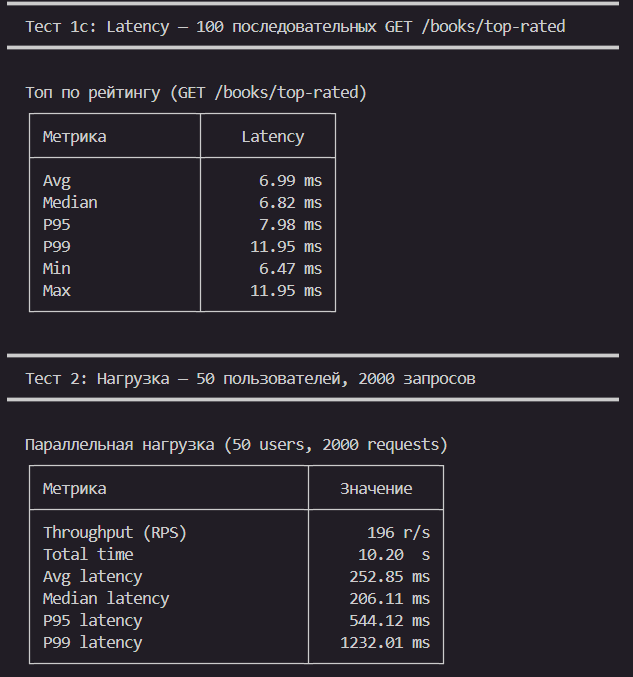 Тест 1c: Latency — 100 последовательных GET /books/top-rated
Топ по рейтингу (GET /books/top-rated)
Метрика Latency
Avg 6.99 ms
Median 6.82 ms
P95 7.98 ms
P99 11.95 ms
Min 6.47 ms
Max 11.95 ms
Тест 2: Нагрузка — 50 пользователей, 2000 запросов
Параллельная нагрузка (50 users, 2000 requests)
Метрика Значение
Throughput (RPS) 196 r/s
Total time 10.20 s
Avg latency 252.85 ms
Median latency 206.11 ms
P95 latency 544.12 ms
P99 latency 1232.01 ms